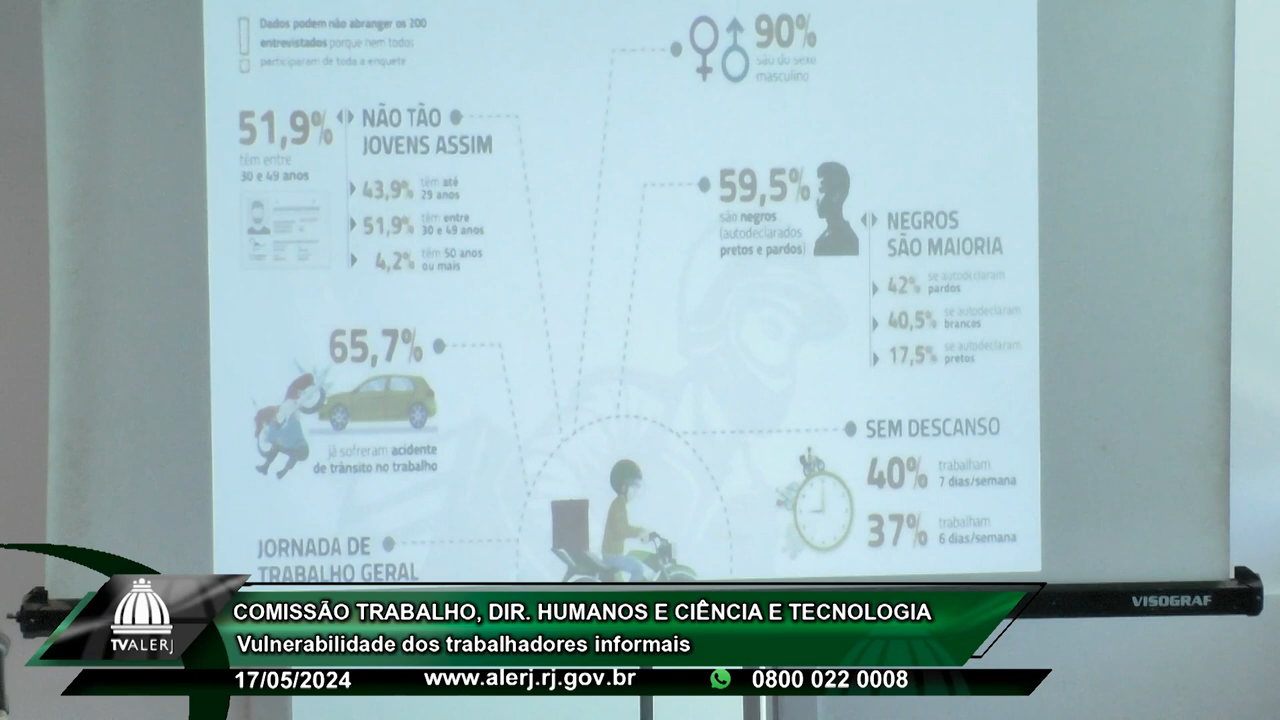 Dados podem não abranger os 200
entrevistados porque nem todos
participaram de toda a enquete
90%
são do sexo
masculino
51,9%
têm entre
30 e 49 anos
NÃO TÃO
JOVENS ASSIM
43,9% têm até
29 anos
51,9% têm entre
30 e 49 anos
4,2% têm 50 anos
ou mais
59,5%
são negros
(autodeclarados
pretos e pardos)
NEGROS
SÃO MAIORIA
42% se autodeclaram
pardos
40,5% se autodeclaram
brancos
17,5% se autodeclaram
pretos
65,7%
já sofreram acidente
de trânsito no trabalho
SEM DESCANSO
40% trabalham
7 dias/semana
37% trabalham
6 dias/semana
JORNADA DE
TRABALHO GERAL
VISOGRAF
TVALERJ
COMISSÃO TRABALHO, DIR. HUMANOS E CIÊNCIA E TECNOLOGIA
Vulnerabilidade dos trabalhadores informais
17/05/2024 www.alerj.rj.gov.br 0800 022 0008